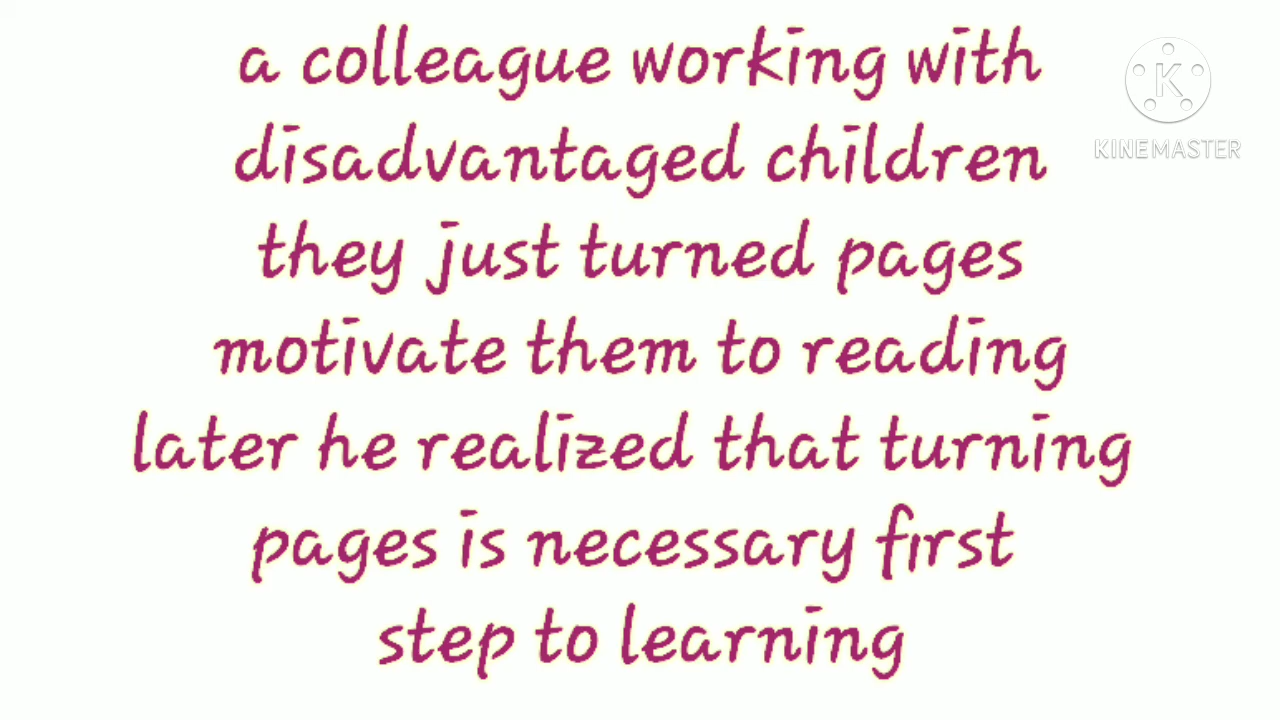 a colleague working with
disadvantaged children
they just turned pages
motivate them to reading
later he realized that turning
pages is necessary first
step to learning
K
KINEMASTER